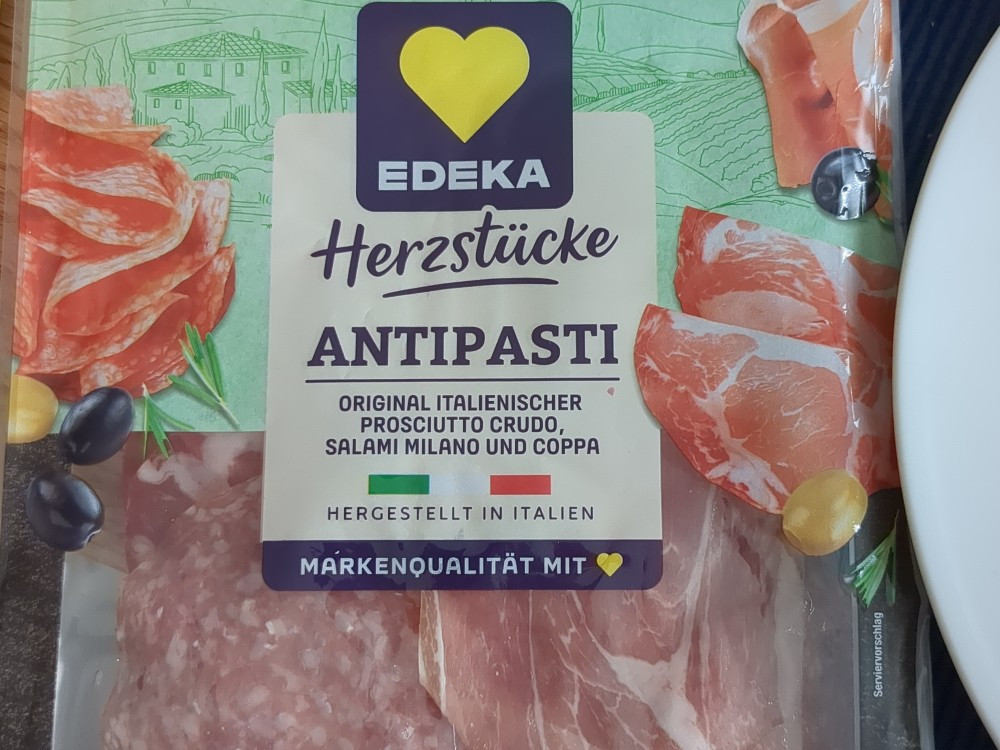 EDEKA
Herzstücke
ANTIPASTI
ORIGINAL ITALIENISCHER
PROSCIUTTO CRUDO,
SALAMI MILANO UND COPPA
HERGESTELLT IN ITALIEN
MARKENQUALITÄT MIT
Serviervorschlag